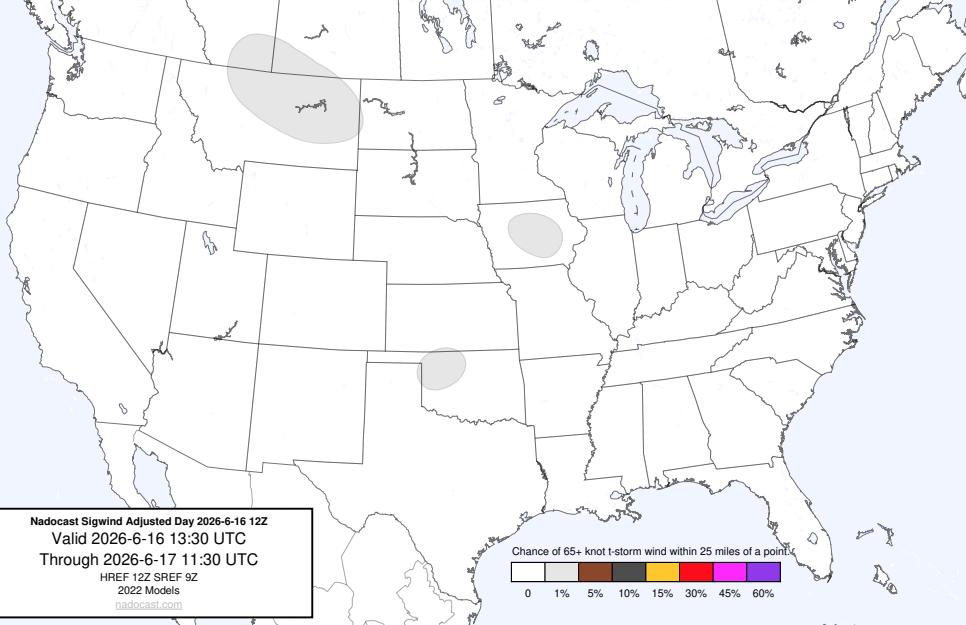 Nadocast Sigwind Adjusted Day 2026-6-16 12Z
Valid 2026-6-16 13:30 UTC
Through 2026-6-17 11:30 UTC
HREF 12Z SREF 9Z
2022 Models
nadocast.com
Chance of 65+ knot t-storm wind within 25 miles of a point.
0 1% 5% 10% 15% 30% 45% 60%